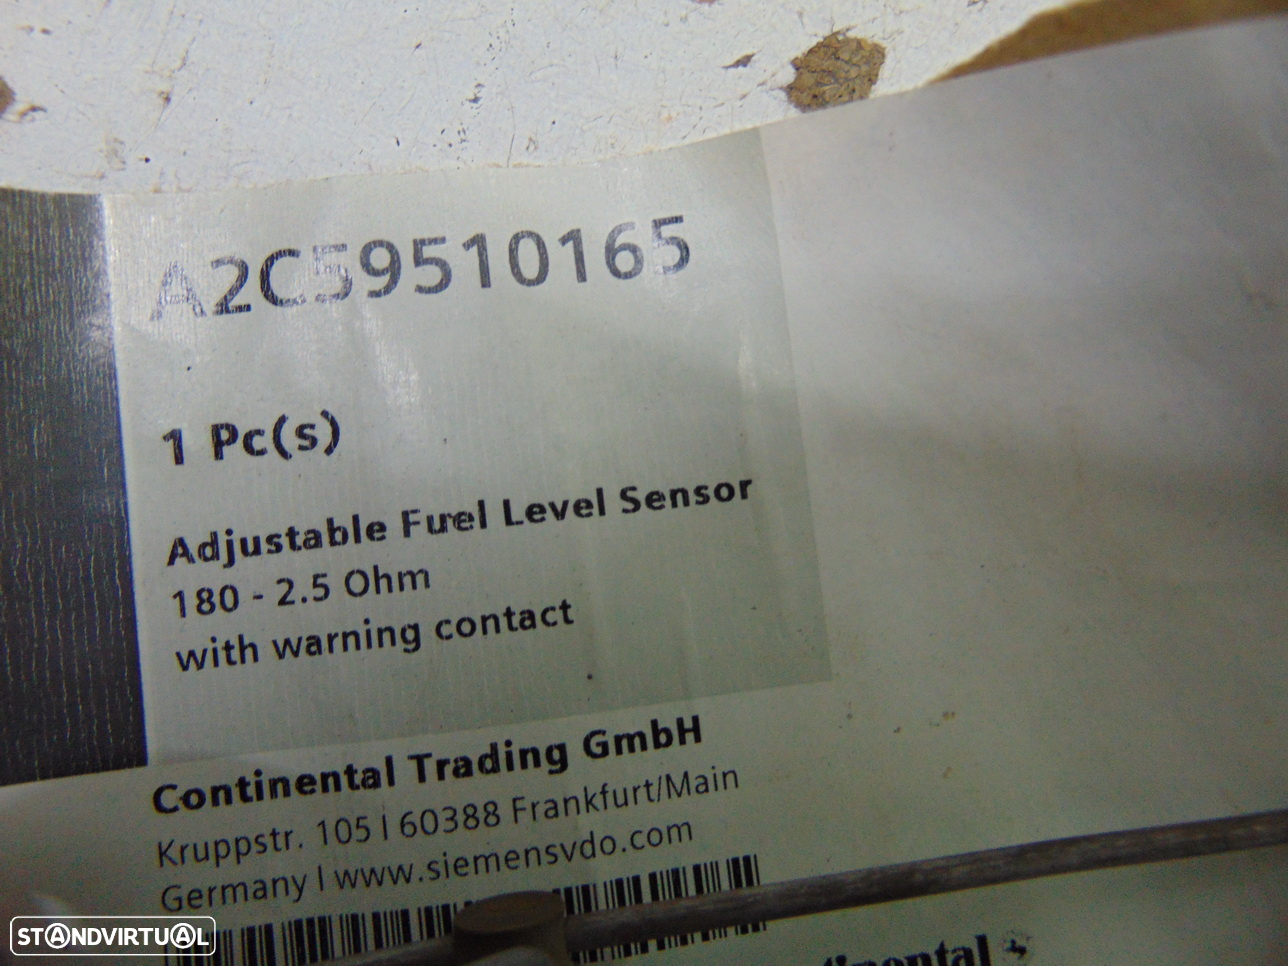 A2C59510165
1 Pc(s)
Adjustable Fuel Level Sensor
180 - 2.5 Ohm
with warning contact
Continental Trading GmbH
Kruppstr. 105 | 60388 Frankfurt/Main
Germany | www.siemensvdo.com
STANDVIRTUAL